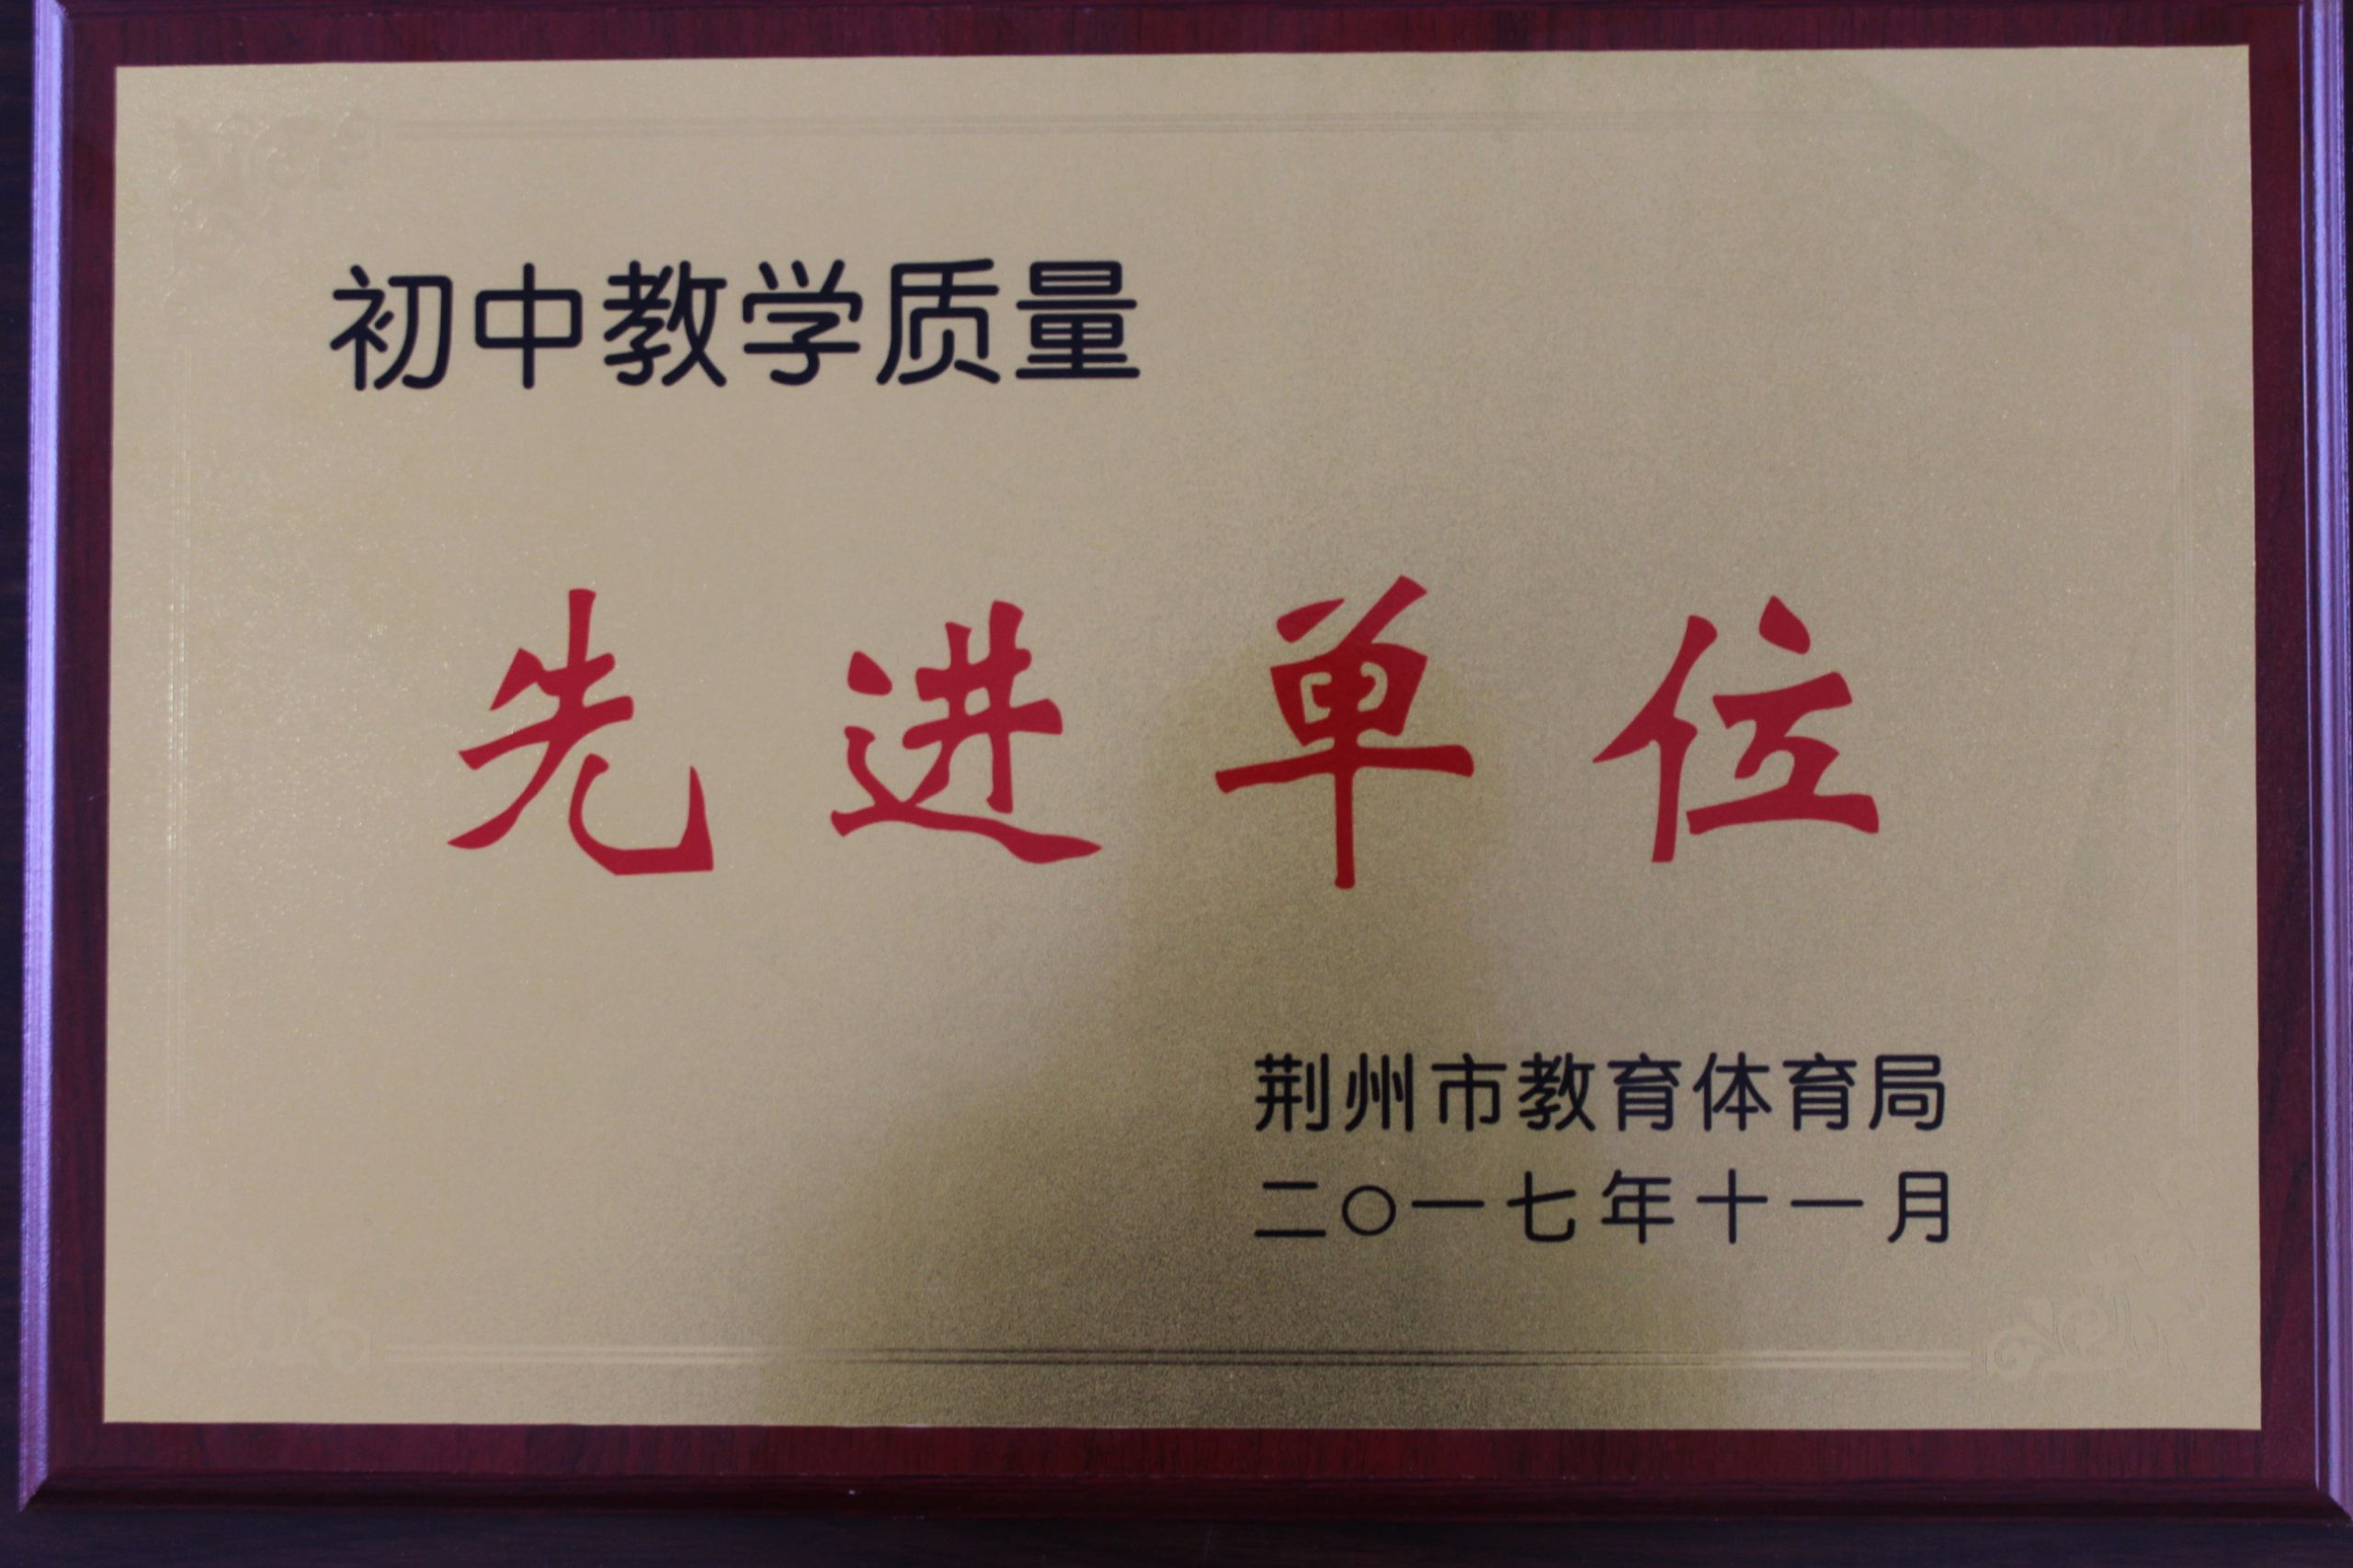 初中教学质量
先进单位
荆州市教育体育局
二〇一七年十一月